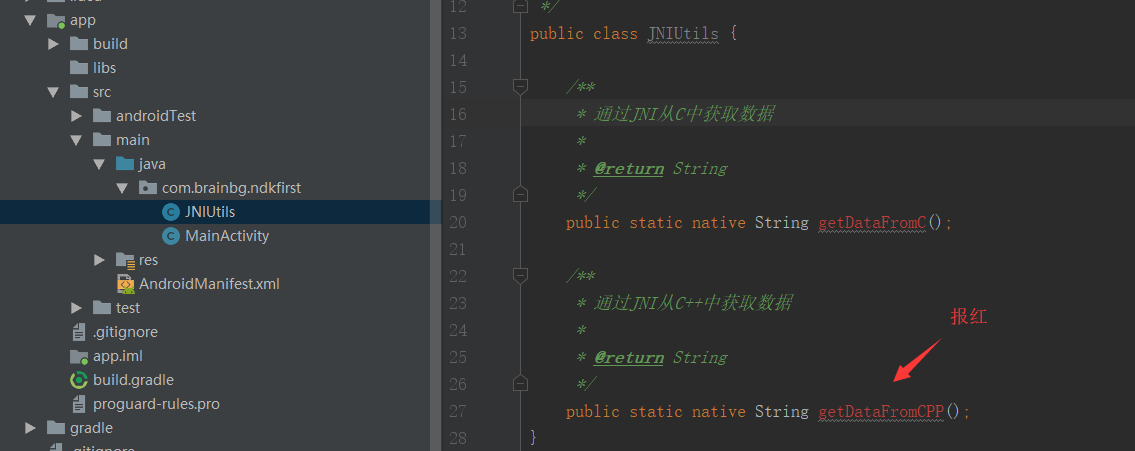 app
build
libs
src
androidTest
main
java
com.brainbg.ndkfirst
JNIUtils
MainActivity
res
AndroidManifest.xml
test
.gitignore
app.iml
build.gradle
proguard-rules.pro
gradle
.gitignore
12 */
13 public class JNIUtils {
14
15 /**
16 * 通过JNI从C中获取数据
17 *
18 * @return String
19 */
20 public static native String getDataFromC();
21
22 /**
23 * 通过JNI从C++中获取数据
24 *
25 * @return String
报红
26 */
27 public static native String getDataFromCPP();
28 }